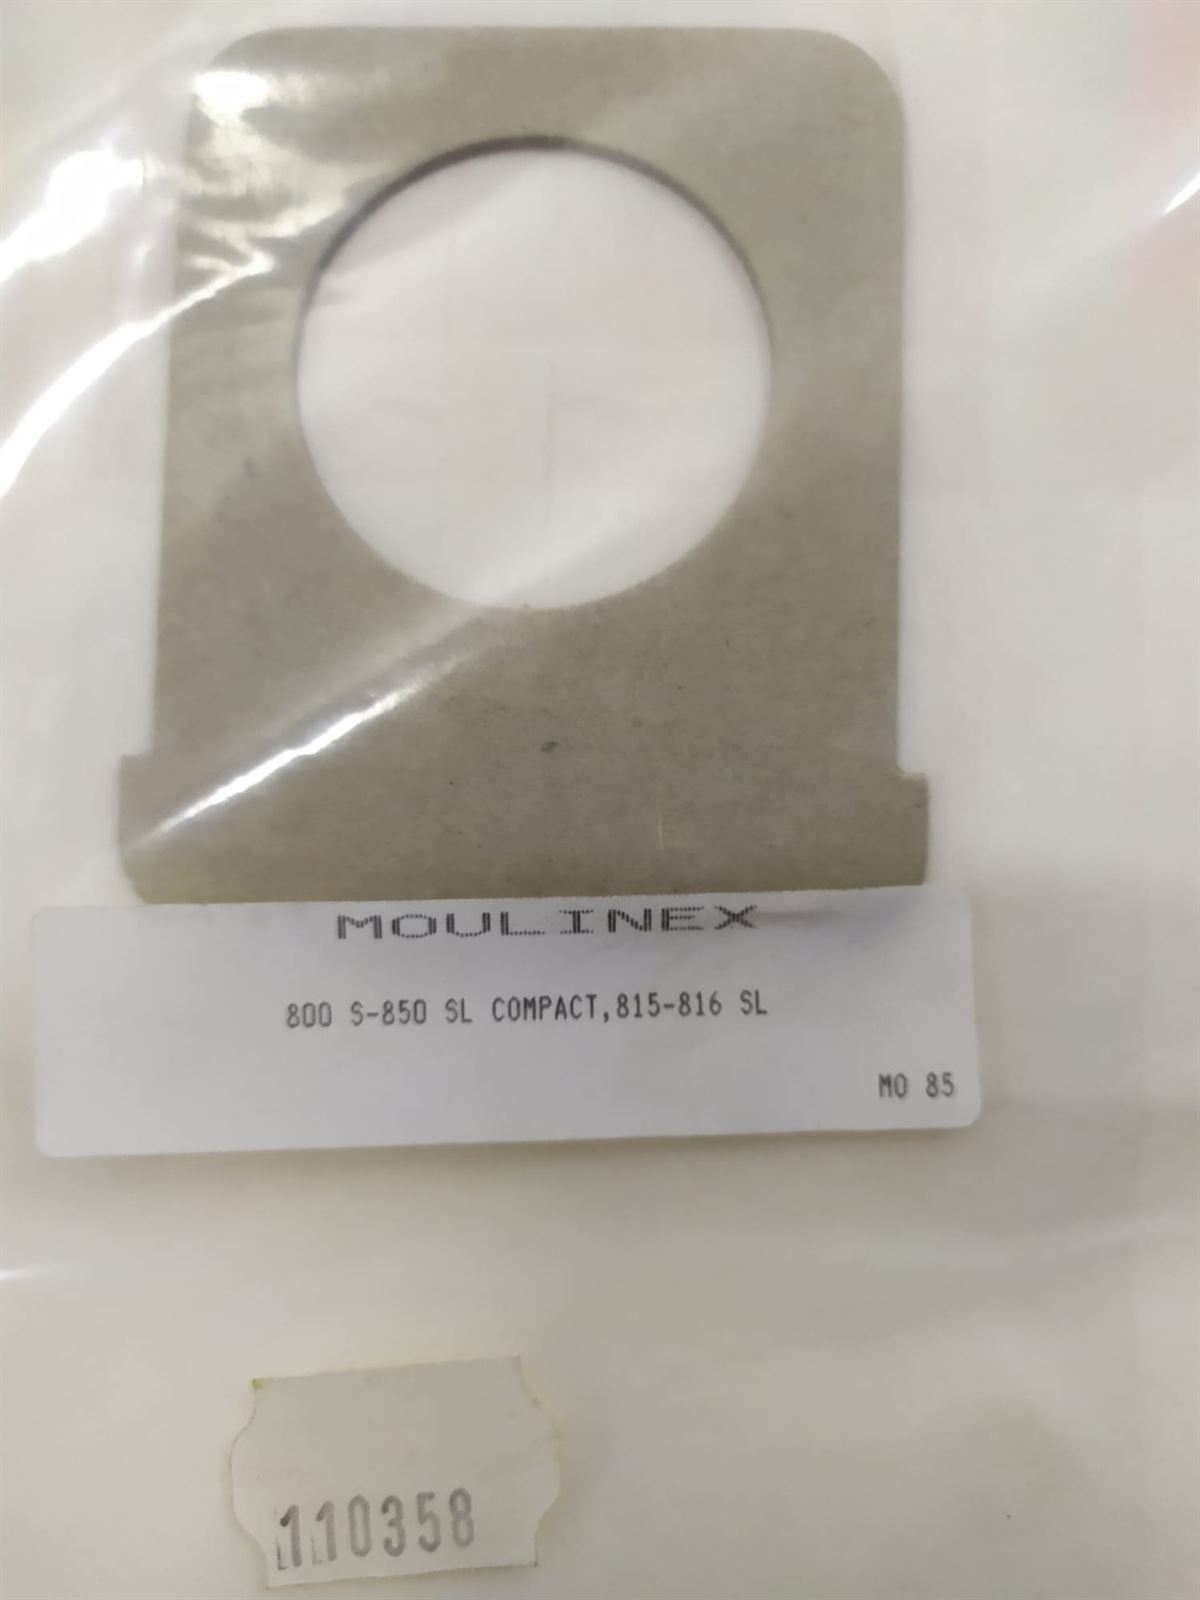 MOULINEX
800 S-850 SL COMPACT,815-816 SL
MO 85
110358